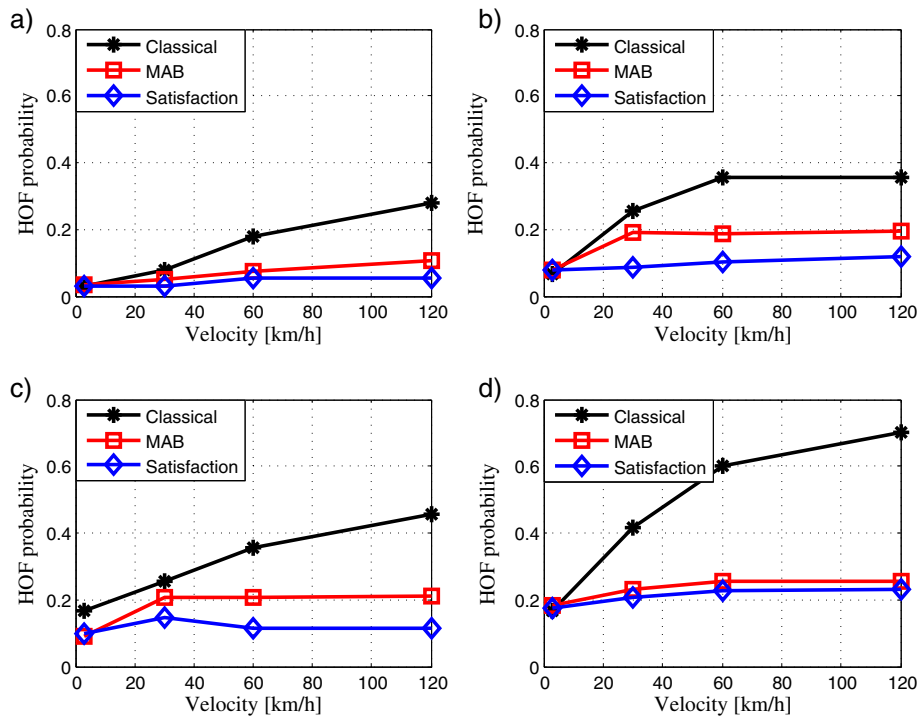 a)
0.8
0.6
0.4
0.2
0
HOF probability
Classical
MAB
Satisfaction
0 20 40 60 80 100 120
Velocity [km/h]
b)
0.8
0.6
0.4
0.2
0
HOF probability
Classical
MAB
Satisfaction
0 20 40 60 80 100 120
Velocity [km/h]
c)
0.8
0.6
0.4
0.2
0
HOF probability
Classical
MAB
Satisfaction
0 20 40 60 80 100 120
Velocity [km/h]
d)
0.8
0.6
0.4
0.2
0
HOF probability
Classical
MAB
Satisfaction
0 20 40 60 80 100 120
Velocity [km/h]